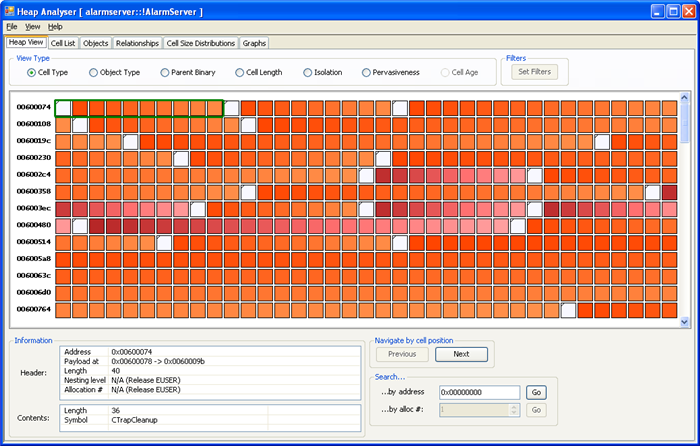 Heap Analyser [ alarmserver::!AlarmServer ]
File View Help
Heap View Cell List Objects Relationships Cell Size Distributions Graphs
View Type
Cell Type Object Type Parent Binary Cell Length Isolation Pervasiveness Cell Age
Filters
Set Filters
00600074
00600108
0060019c
00600230
006002c4
00600358
006003ec
00600480
00600514
006005a8
0060063c
006006d0
00600764
Information
Header:
Address 0x00600074
Payload at 0x00600078 -> 0x0060009b
Length 40
Nesting level N/A (Release EUSER)
Allocation # N/A (Release EUSER)
Contents:
Length 36
Symbol CTrapCleanup
Navigate by cell position
Previous Next
Search...
...by address 0x00000000 Go
...by alloc #: 1 Go